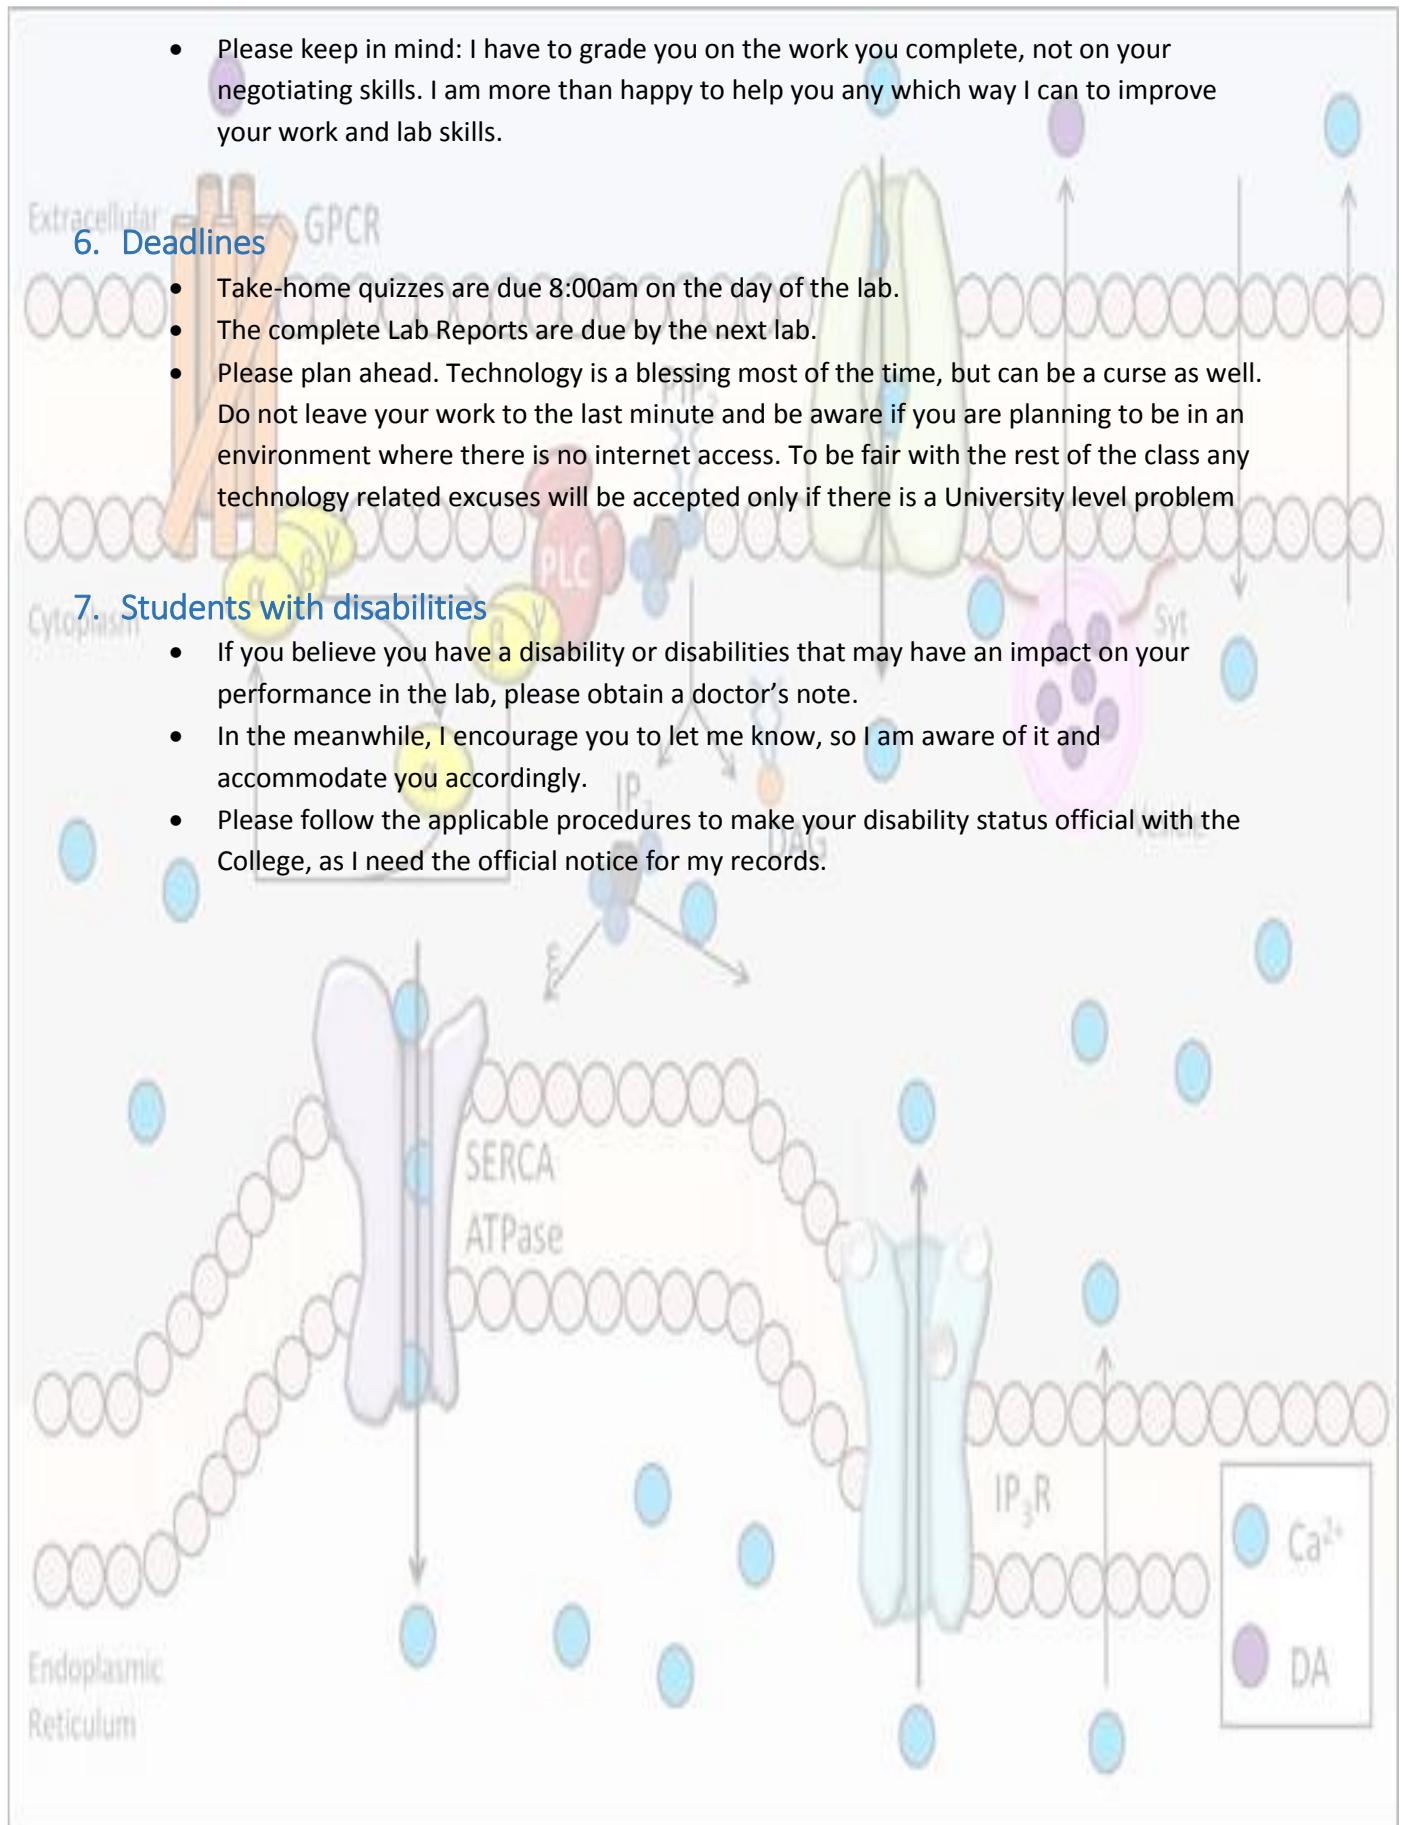 • Please keep in mind: I have to grade you on the work you complete, not on your
negotiating skills. I am more than happy to help you any which way I can to improve
your work and lab skills.
Extracellular
GPCR
6. Deadlines
• Take-home quizzes are due 8:00am on the day of the lab.
• The complete Lab Reports are due by the next lab.
• Please plan ahead. Technology is a blessing most of the time, but can be a curse as well.
Do not leave your work to the last minute and be aware if you are planning to be in an
environment where there is no internet access. To be fair with the rest of the class any
technology related excuses will be accepted only if there is a University level problem
α
β
γ
PLC
Cytoplasm
7. Students with disabilities
β
γ
Syt
• If you believe you have a disability or disabilities that may have an impact on your
performance in the lab, please obtain a doctor’s note.
• In the meanwhile, I encourage you to let me know, so I am aware of it and
accommodate you accordingly.
α
IP₃
• Please follow the applicable procedures to make your disability status official with the
College, as I need the official notice for my records.
DAG
Vesicle
SERCA
ATPase
IP₃R
Ca²⁺
DA
Endoplasmic
Reticulum